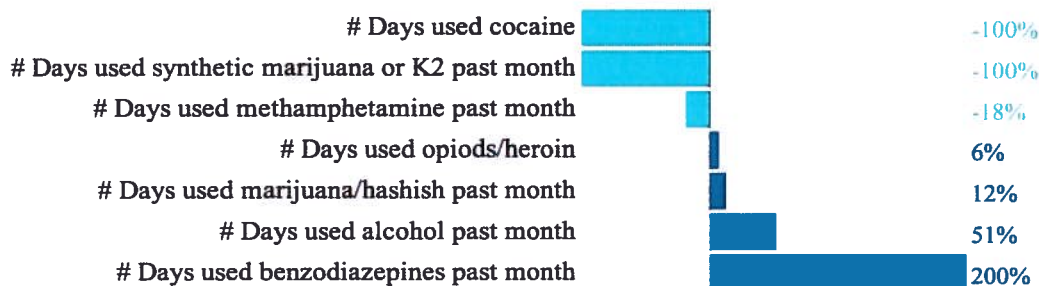 # Days used cocaine -100%
# Days used synthetic marijuana or K2 past month -100%
# Days used methamphetamine past month -18%
# Days used opiods/heroin 6%
# Days used marijuana/hashish past month 12%
# Days used alcohol past month 51%
# Days used benzodiazepines past month 200%